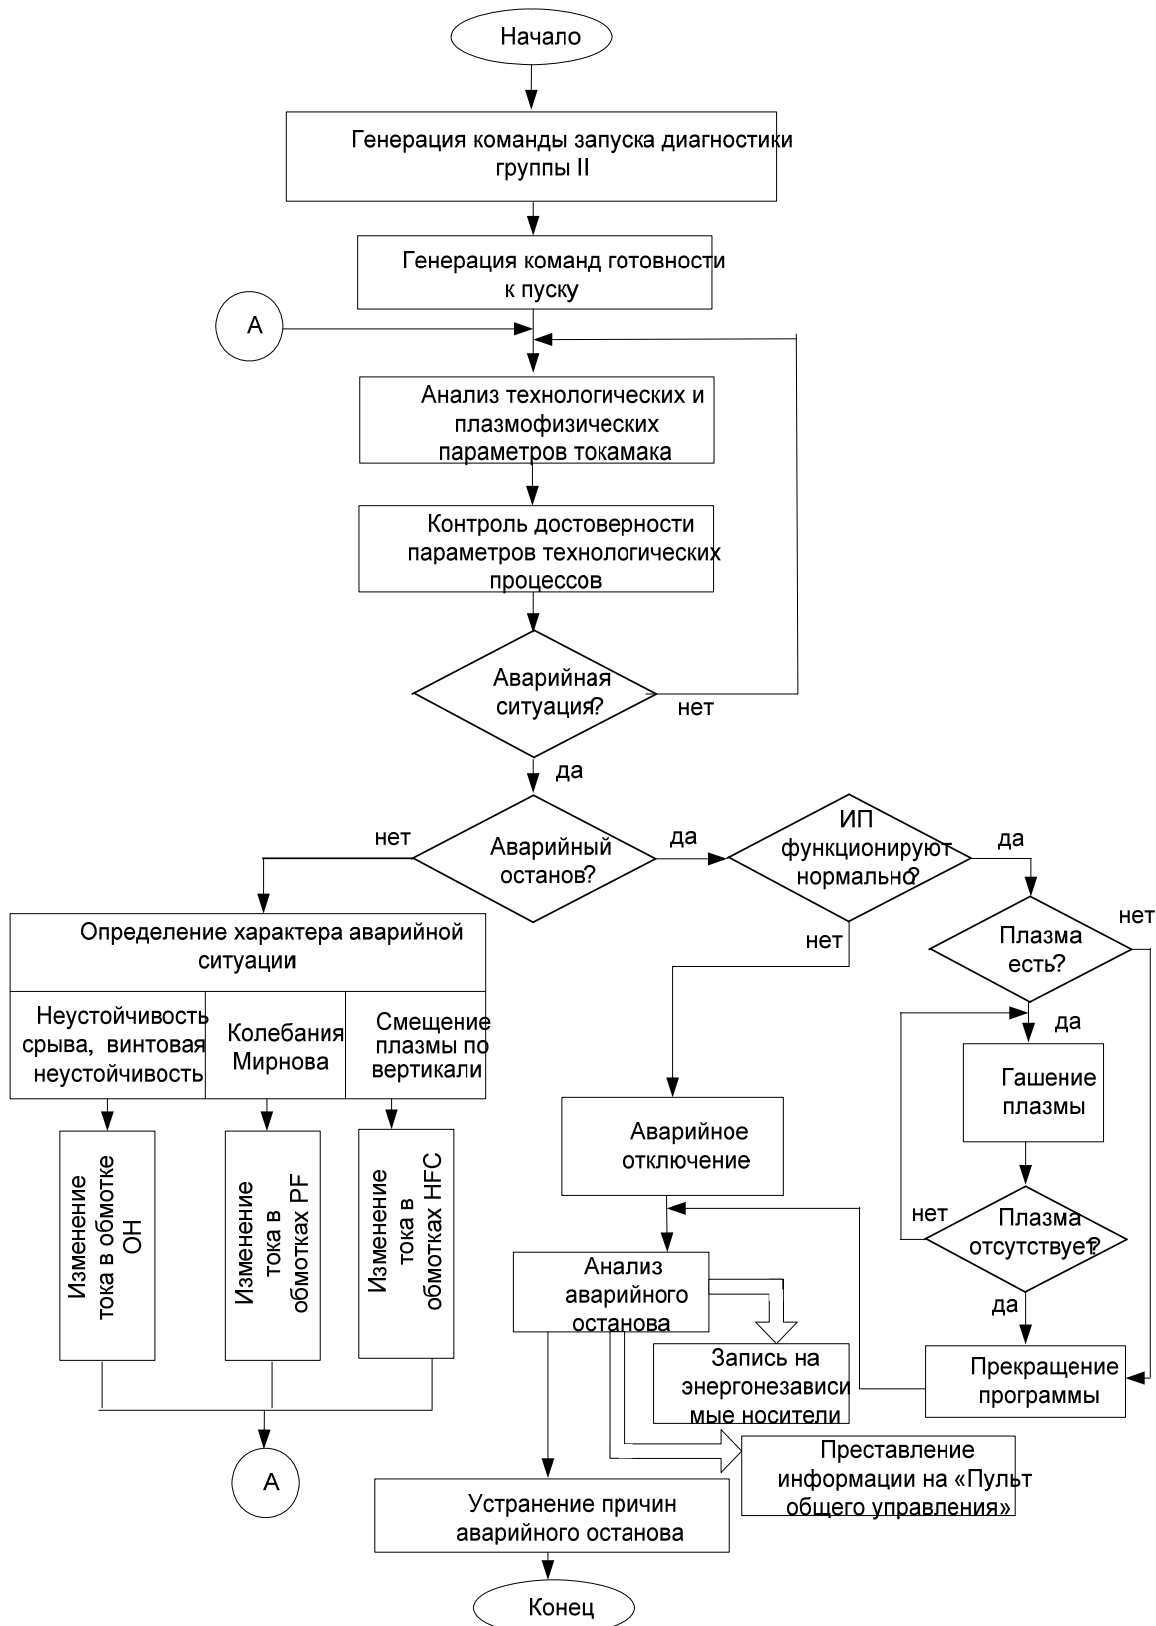 Начало
Генерация команды запуска диагностики
группы II
Генерация команд готовности
к пуску
А
Анализ технологических и
плазмофизических
параметров токамака
Контроль достоверности
параметров технологических
процессов
Аварийная
ситуация?
нет
да
Аварийный
останов?
нет
да
ИП
функционируют
нормально?
да
нет
Плазма
есть?
нет
да
Определение характера аварийной
ситуации
Неустойчивость
срыва, винтовая
неустойчивость
Колебания
Мирнова
Смещение
плазмы по
вертикали
Гашение
плазмы
Изменение
тока в обмотке
OH
Изменение
тока в
обмотках PF
Изменение
тока в
обмотках HFC
Аварийное
отключение
Плазма
отсутствует?
нет
да
Анализ
аварийного
останова
Запись на
энергонезависи
мые носители
Прекращение
программы
А
Преставление
информации на «Пульт
общего управления»
Устранение причин
аварийного останова
Конец